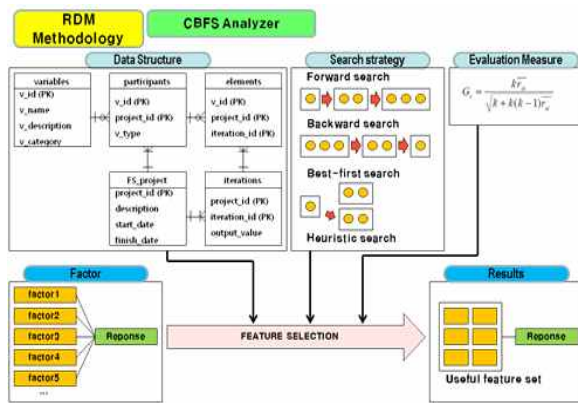 RDM
Methodology
CBFS Analyzer
Data Structure
Search strategy
Evaluation Measure
variables
v_id (PK)
v_name
v_description
v_category
participants
v_id (PK)
project_id (PK)
v_type
elements
v_id (PK)
project_id (PK)
iteration_id (PK)
FS_project
project_id (PK)
description
start_date
finish_date
iterations
project_id (PK)
iteration_id (PK)
output_value
Forward search
Backward search
Best-first search
Heuristic search
Factor
factor1
factor2
factor3
factor4
factor5
...
Reponse
FEATURE SELECTION
Results
Reponse
Useful feature set